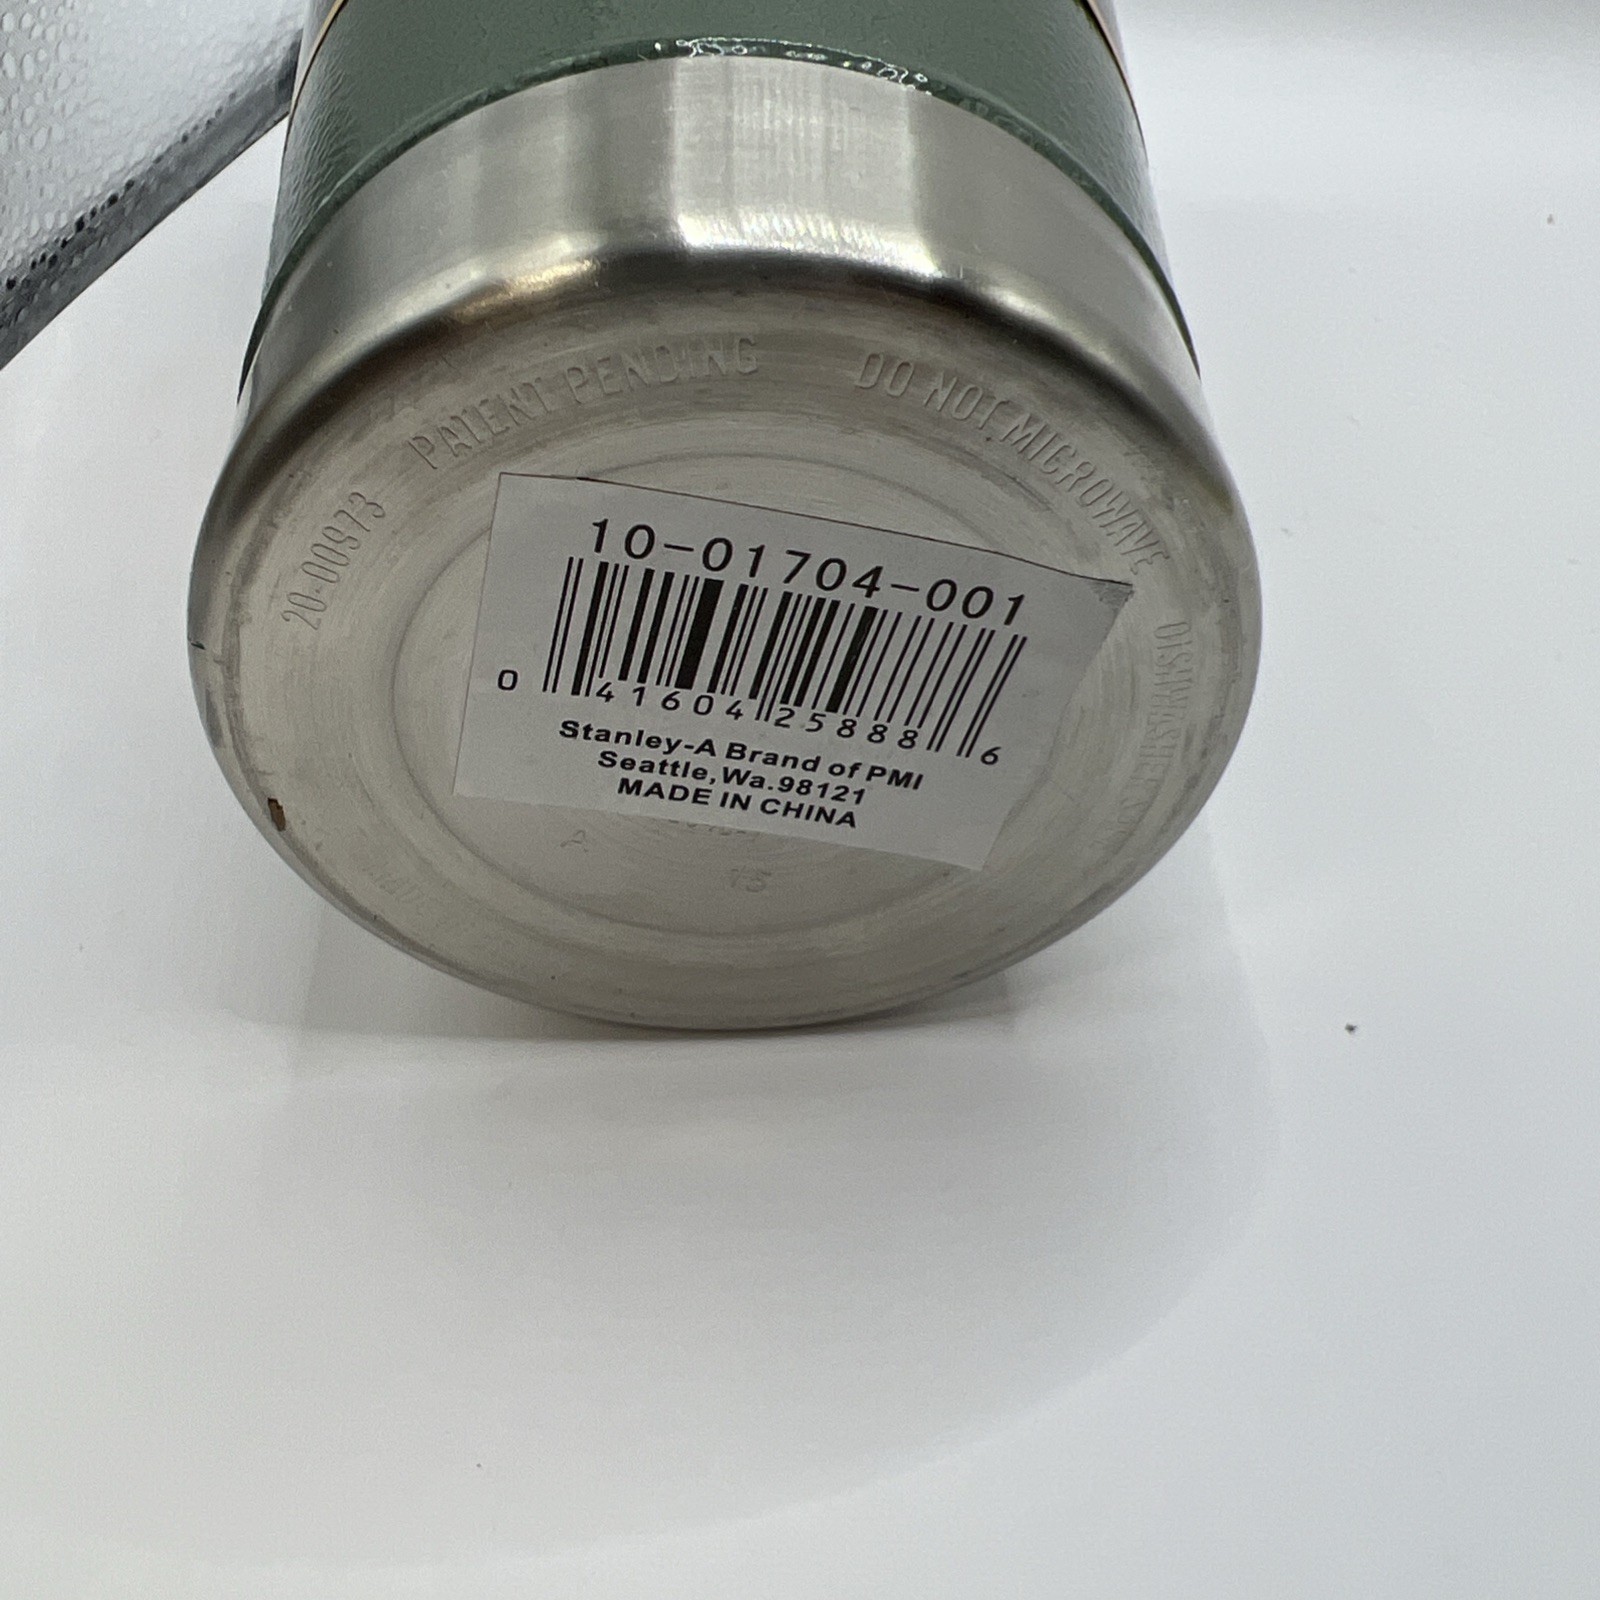 PATENT PENDING
DO NOT MICROWAVE
20-00973
10-01704-001
0 41604 25888 6
Stanley-A Brand of PMI
Seattle,Wa.98121
MADE IN CHINA
A
15